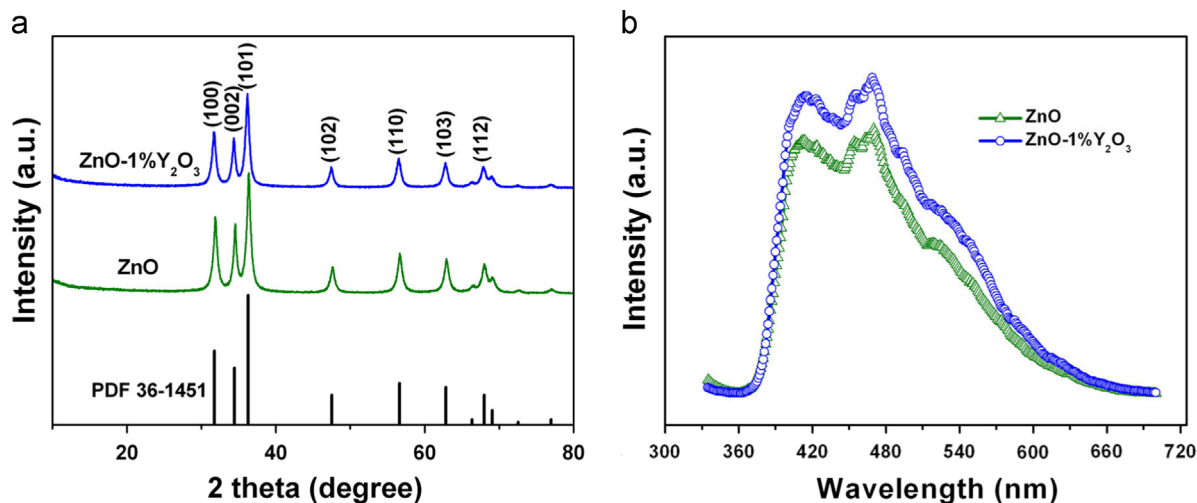 a
Intensity (a.u.)
ZnO-1%Y₂O₃
(100)
(002)
(101)
(102)
(110)
(103)
(112)
ZnO
PDF 36-1451
20
40
60
80
2 theta (degree)
b
Intensity (a.u.)
ZnO
ZnO-1%Y₂O₃
300
360
420
480
540
600
660
720
Wavelength (nm)